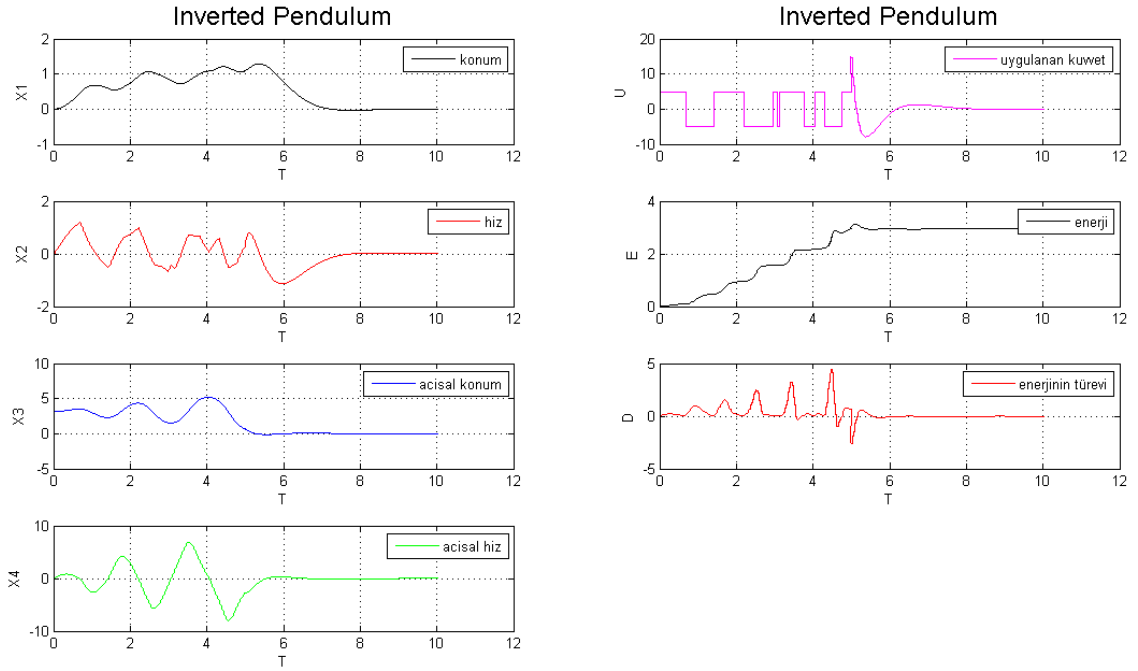 Inverted Pendulum
2
1
0
-1
X1
konum
0 2 4 6 8 10 12
T
2
0
-2
X2
hiz
0 2 4 6 8 10 12
T
10
5
0
-5
X3
acisal konum
0 2 4 6 8 10 12
T
10
0
-10
X4
acisal hiz
0 2 4 6 8 10 12
T
Inverted Pendulum
20
10
0
-10
U
uygulanan kuvvet
0 2 4 6 8 10 12
T
4
2
0
E
enerji
0 2 4 6 8 10 12
T
5
0
-5
D
enerjinin türevi
0 2 4 6 8 10 12
T